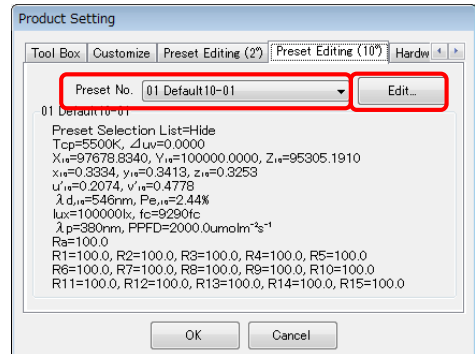 Product Setting
Tool Box Customize Preset Editing (2°) Preset Editing (10°) Hardw
Preset No. 01 Default10-01 Edit...
01 Default10-01
Preset Selection List=Hide
Tcp=5500K, ⊿uv=0.0000
X₁₀=97678.8340, Y₁₀=100000.0000, Z₁₀=95305.1910
x₁₀=0.3334, y₁₀=0.3413, z₁₀=0.3253
u'₁₀=0.2074, v'₁₀=0.4778
λd,₁₀=546nm, Pe,₁₀=2.44%
lux=100000lx, fc=9290fc
λp=380nm, PPFD=2000.0umolm⁻²s⁻¹
Ra=100.0
R1=100.0, R2=100.0, R3=100.0, R4=100.0, R5=100.0
R6=100.0, R7=100.0, R8=100.0, R9=100.0, R10=100.0
R11=100.0, R12=100.0, R13=100.0, R14=100.0, R15=100.0
OK Cancel